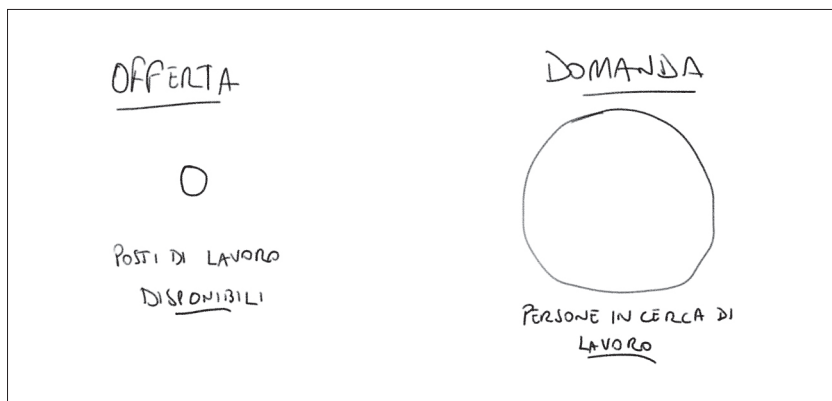 OFFERTA
DOMANDA
POSTI DI LAVORO
DISPONIBILI
PERSONE IN CERCA DI
LAVORO